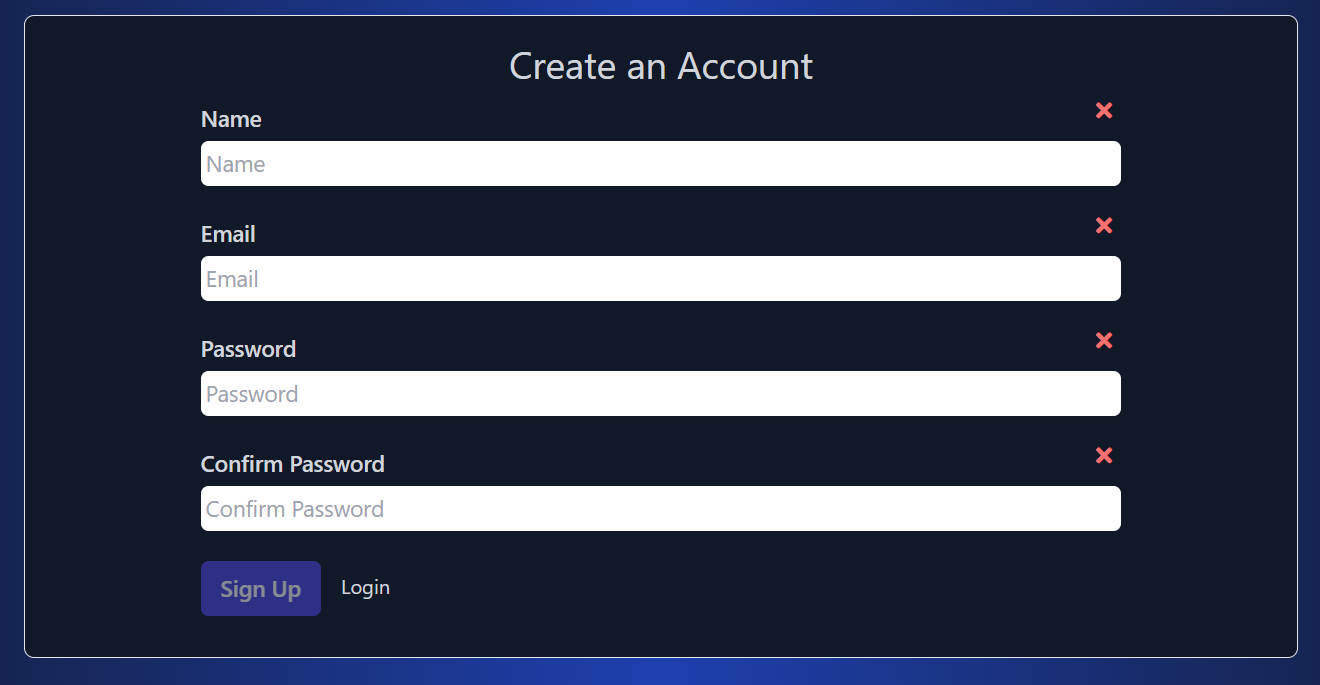 Create an Account
Name
Name
Email
Email
Password
Password
Confirm Password
Confirm Password
Sign Up Login